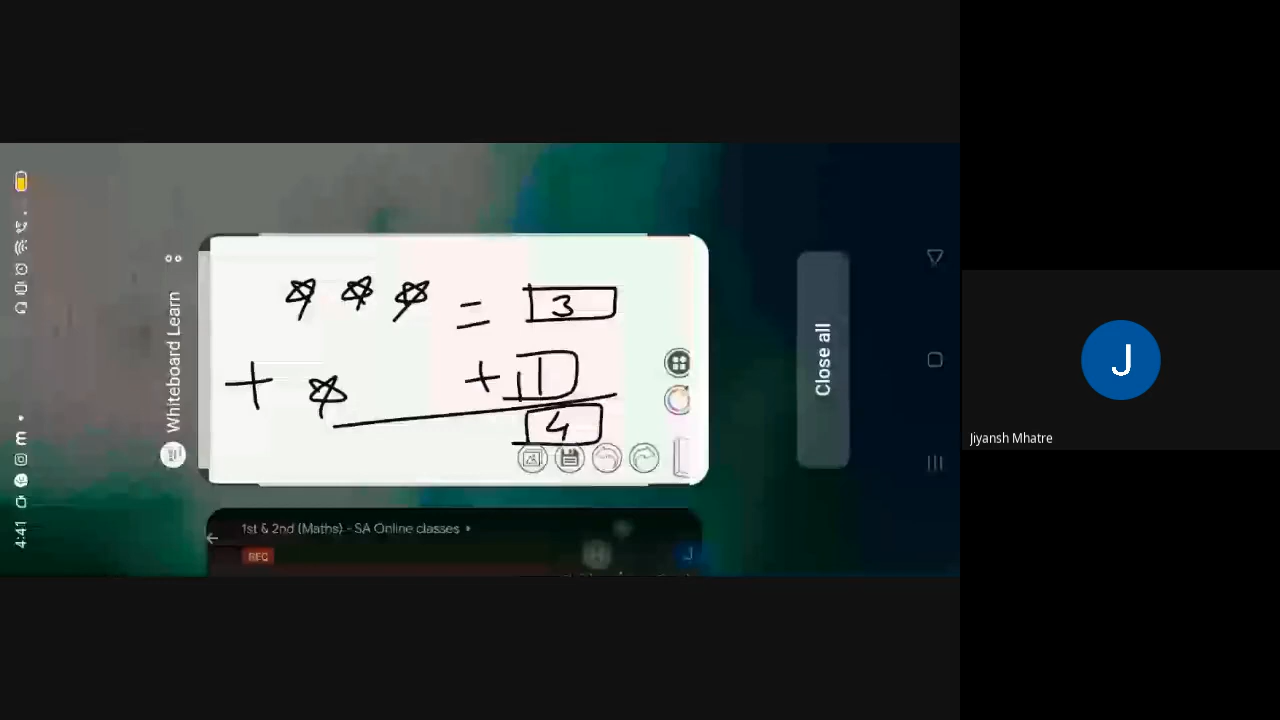 = 3
+ + 1
4
Whiteboard Learn
Close all
1st & 2nd (Maths) - SA Online classes
REC
J
4:41
J
Jiyansh Mhatre